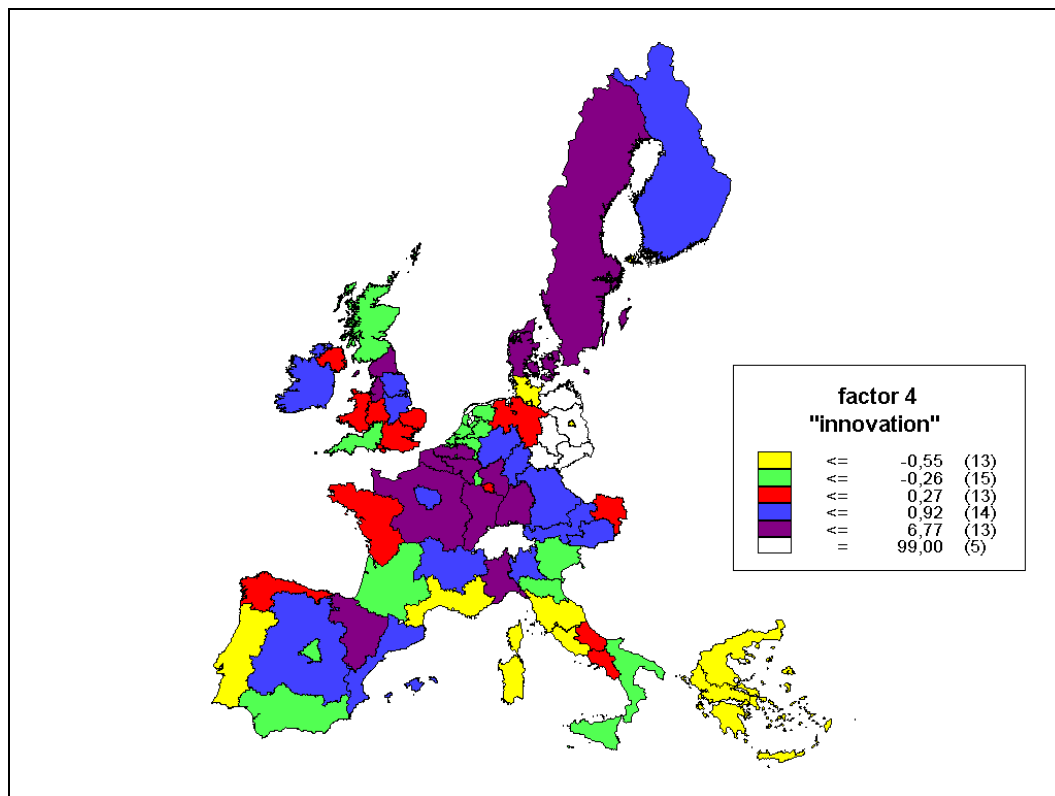 factor 4
"innovation"
<= -0,55 (13)
<= -0,26 (15)
<= 0,27 (13)
<= 0,92 (14)
<= 6,77 (13)
= 99,00 (5)